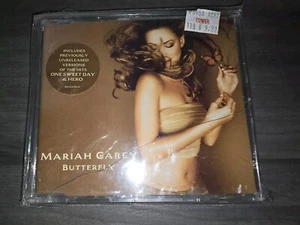 INCLUDES
PREVIOUSLY
UNRELEASED
VERSIONS
OF THE HITS
ONE SWEET DAY
& HERO
TOWER
MARIAH CAREY
BUTTERFLY